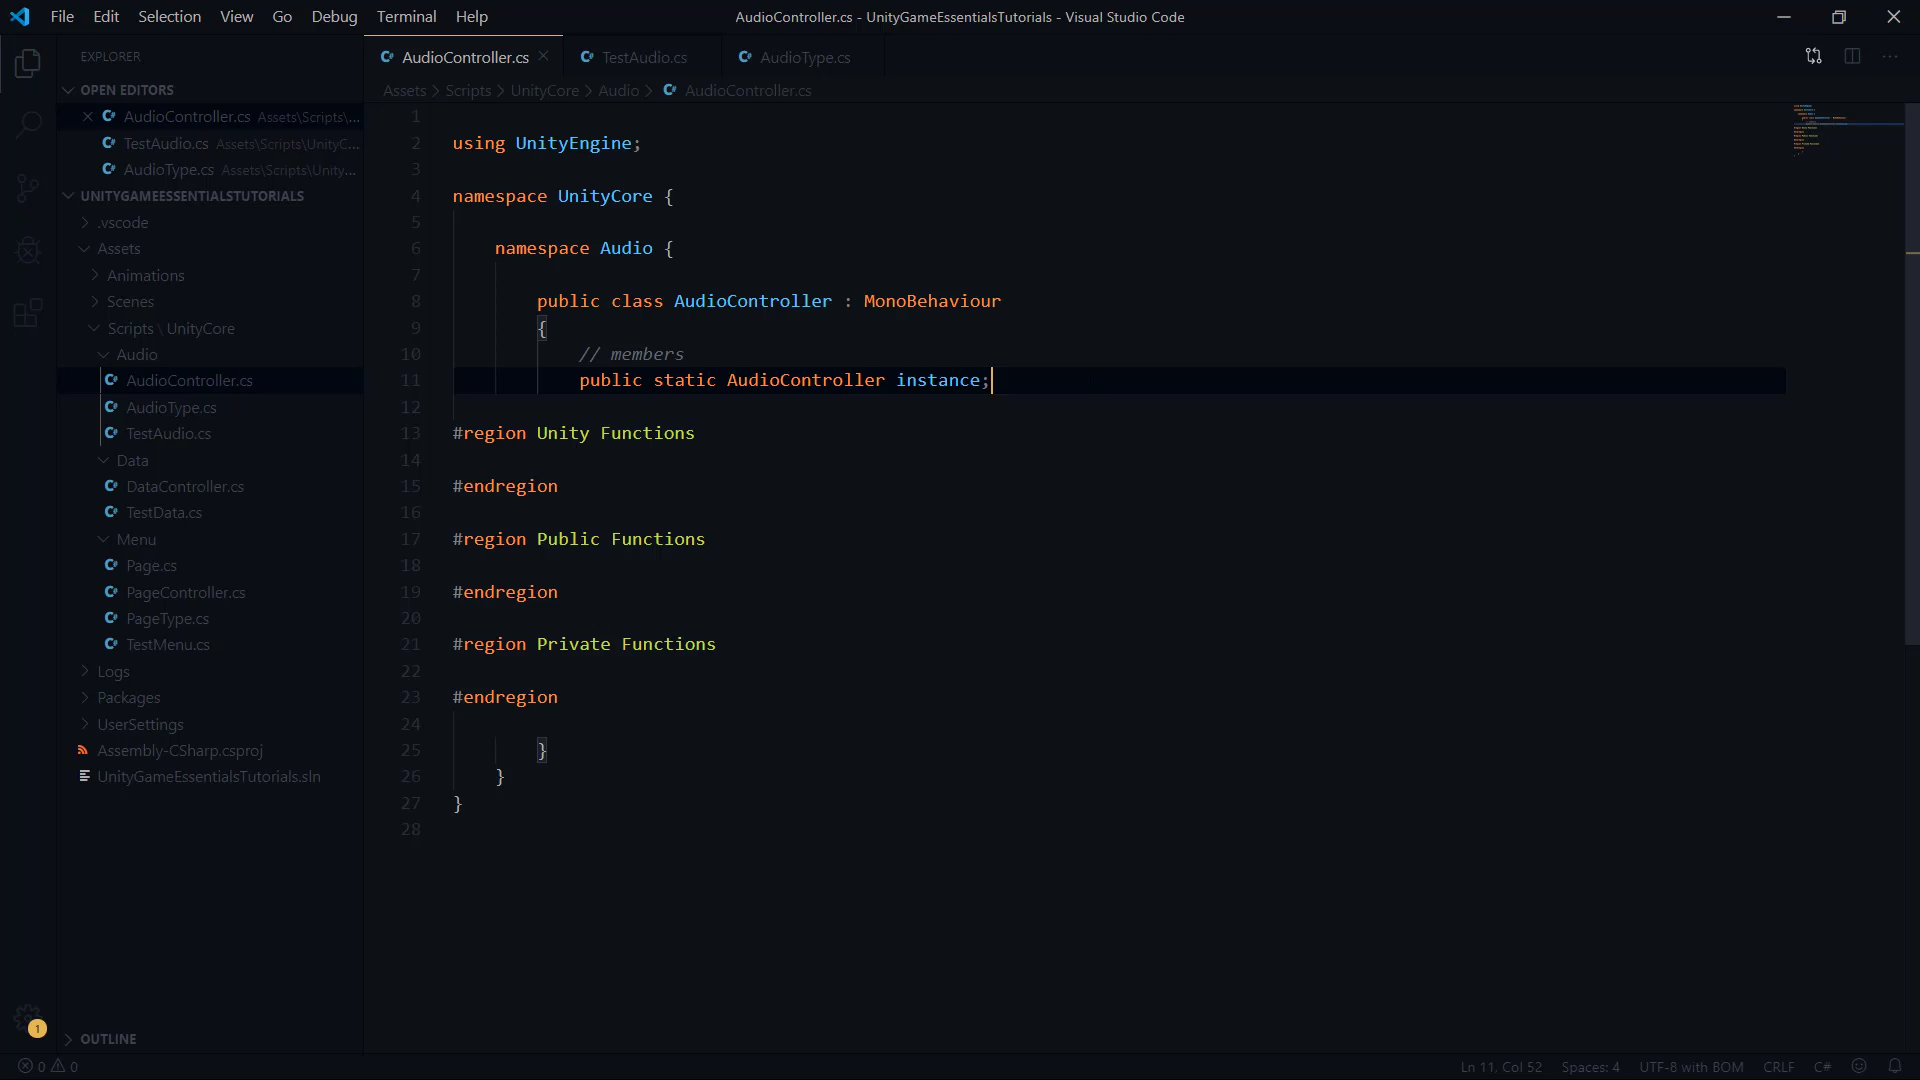 File Edit Selection View Go Debug Terminal Help
AudioController.cs - UnityGameEssentialsTutorials - Visual Studio Code
EXPLORER
OPEN EDITORS
AudioController.cs Assets\Scripts\...
TestAudio.cs Assets\Scripts\UnityC...
AudioType.cs Assets\Scripts\Unity...
UNITYGAMEESSENTIALSTUTORIALS
.vscode
Assets
Animations
Scenes
Scripts \ UnityCore
Audio
AudioController.cs
AudioType.cs
TestAudio.cs
Data
DataController.cs
TestData.cs
Menu
Page.cs
PageController.cs
PageType.cs
TestMenu.cs
Logs
Packages
UserSettings
Assembly-CSharp.csproj
UnityGameEssentialsTutorials.sln
OUTLINE
1
AudioController.cs TestAudio.cs AudioType.cs
Assets > Scripts > UnityCore > Audio > AudioController.cs
1
2 using UnityEngine;
3
4 namespace UnityCore {
5
6 namespace Audio {
7
8 public class AudioController : MonoBehaviour
9 {
10 // members
11 public static AudioController instance;
12
13 #region Unity Functions
14
15 #endregion
16
17 #region Public Functions
18
19 #endregion
20
21 #region Private Functions
22
23 #endregion
24
25 }
26 }
27 }
28
0 0
Ln 11, Col 52 Spaces: 4 UTF-8 with BOM CRLF C#